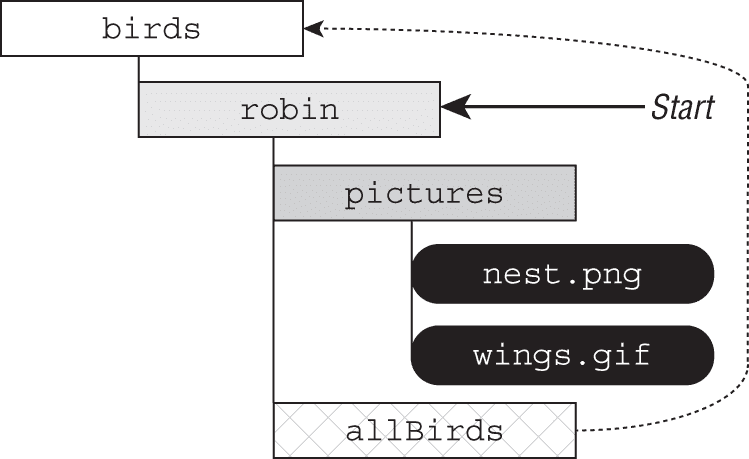 birds
robin
Start
pictures
nest.png
wings.gif
allBirds